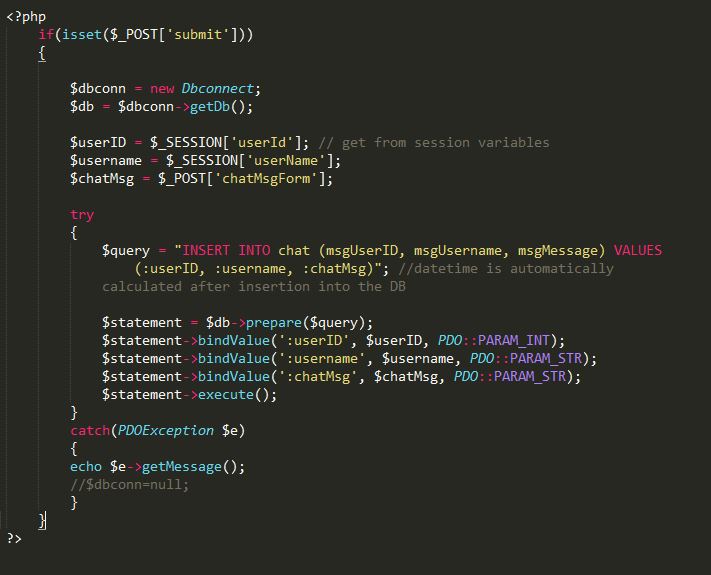 <?php
if(isset($_POST['submit']))
{
$dbconn = new Dbconnect;
$db = $dbconn->getDb();
$userID = $_SESSION['userId']; // get from session variables
$username = $_SESSION['userName'];
$chatMsg = $_POST['chatMsgForm'];
try
{
$query = "INSERT INTO chat (msgUserID, msgUsername, msgMessage) VALUES
(:userID, :username, :chatMsg)"; //datetime is automatically
calculated after insertion into the DB
$statement = $db->prepare($query);
$statement->bindValue(':userID', $userID, PDO::PARAM_INT);
$statement->bindValue(':username', $username, PDO::PARAM_STR);
$statement->bindValue(':chatMsg', $chatMsg, PDO::PARAM_STR);
$statement->execute();
}
catch(PDOException $e)
{
echo $e->getMessage();
//$dbconn=null;
}
}
?>